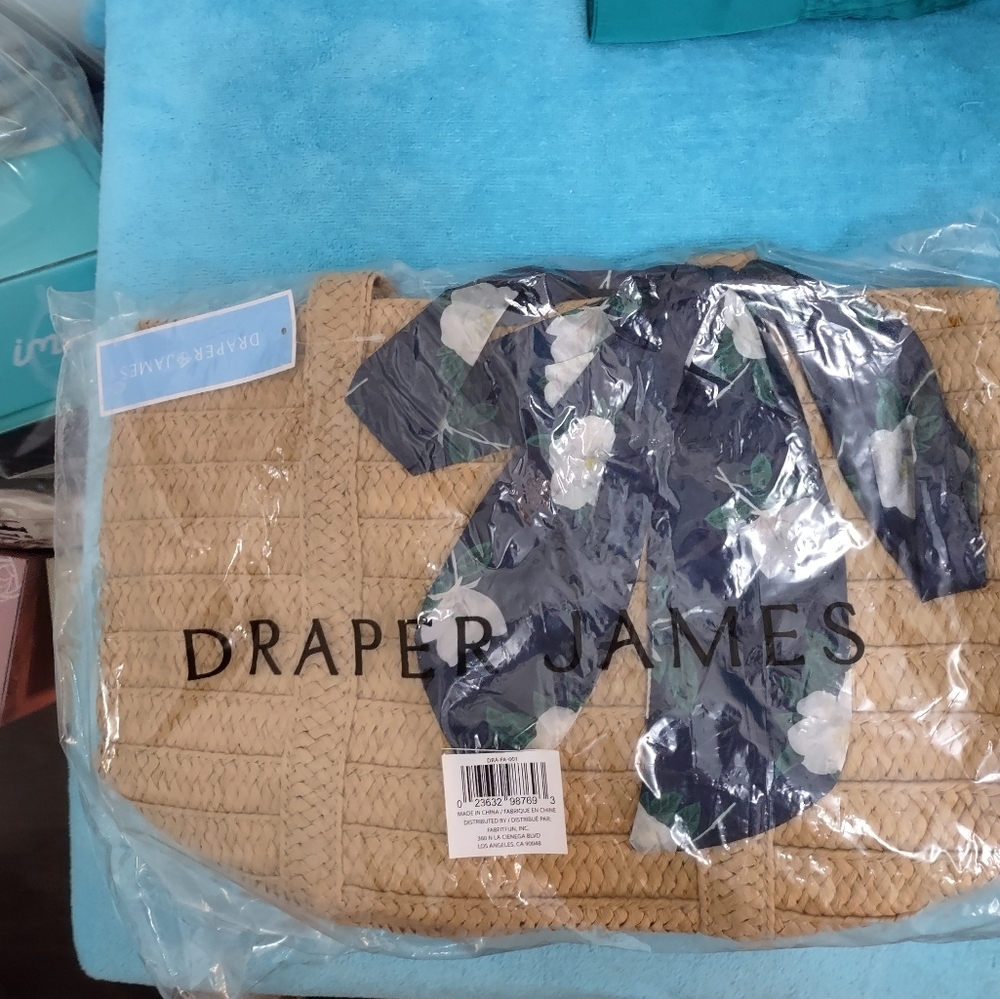 DRAPER JAMES
DRAPER JAMES
DRA-FA-001
0 23632 98769 3
MADE IN CHINA / FABRIQUE EN CHINE
DISTRIBUTED BY / DISTRIBUÉ PAR:
FABFITFUN, INC.
360 N LA CIENEGA BLVD
LOS ANGELES, CA 90048